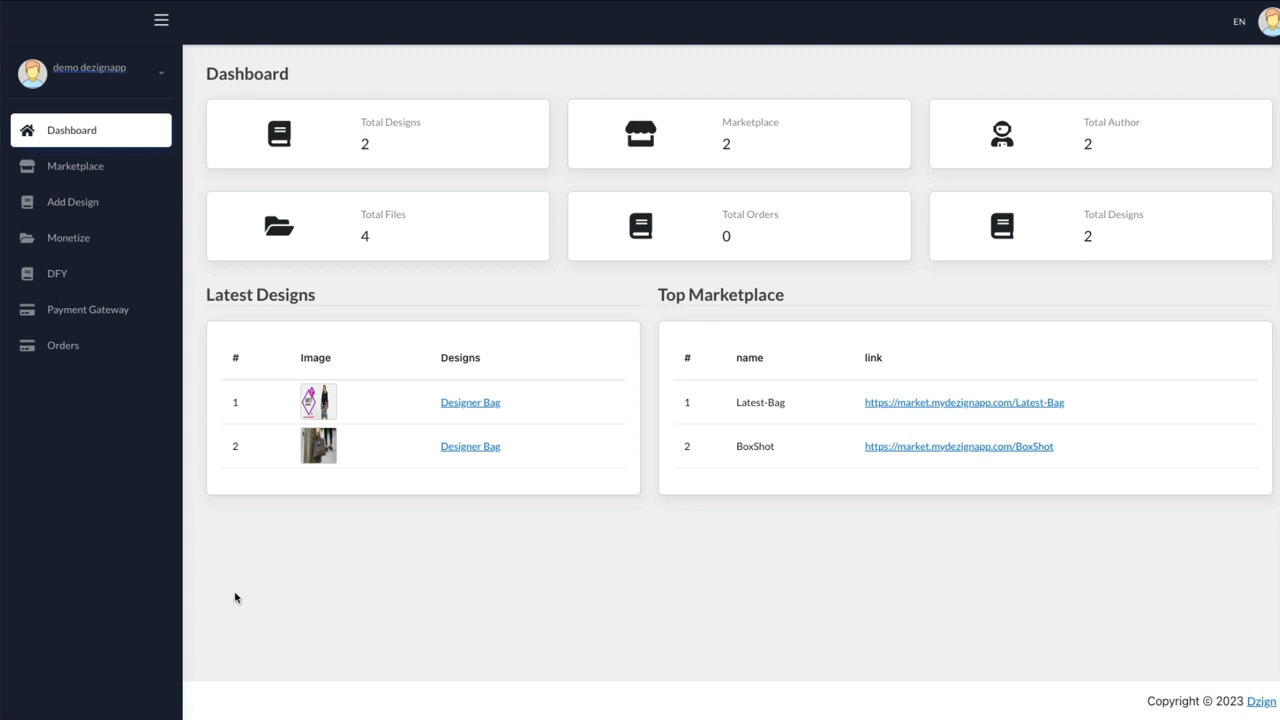 EN
demo dezignapp
Dashboard
Marketplace
Add Design
Monetize
DFY
Payment Gateway
Orders
Dashboard
Total Designs
2
Marketplace
2
Total Author
2
Total Files
4
Total Orders
0
Total Designs
2
Latest Designs
# Image Designs
1 Designer Bag
2 Designer Bag
Top Marketplace
# name link
1 Latest-Bag https://market.mydezignapp.com/Latest-Bag
2 BoxShot https://market.mydezignapp.com/BoxShot
Copyright © 2023 Dzign